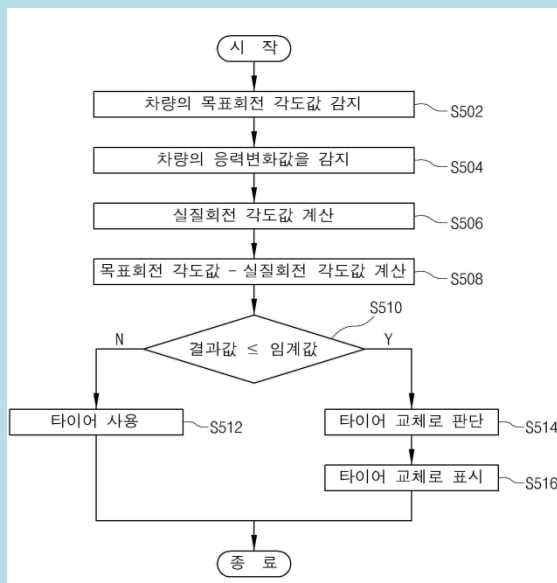 시 작
차량의 목표회전 각도값 감지
S502
차량의 응력변화값을 감지
S504
실질회전 각도값 계산
S506
목표회전 각도값 - 실질회전 각도값 계산
S508
S510
결과값 ≤ 임계값
N
Y
타이어 사용
S512
타이어 교체로 판단
S514
타이어 교체로 표시
S516
종 료